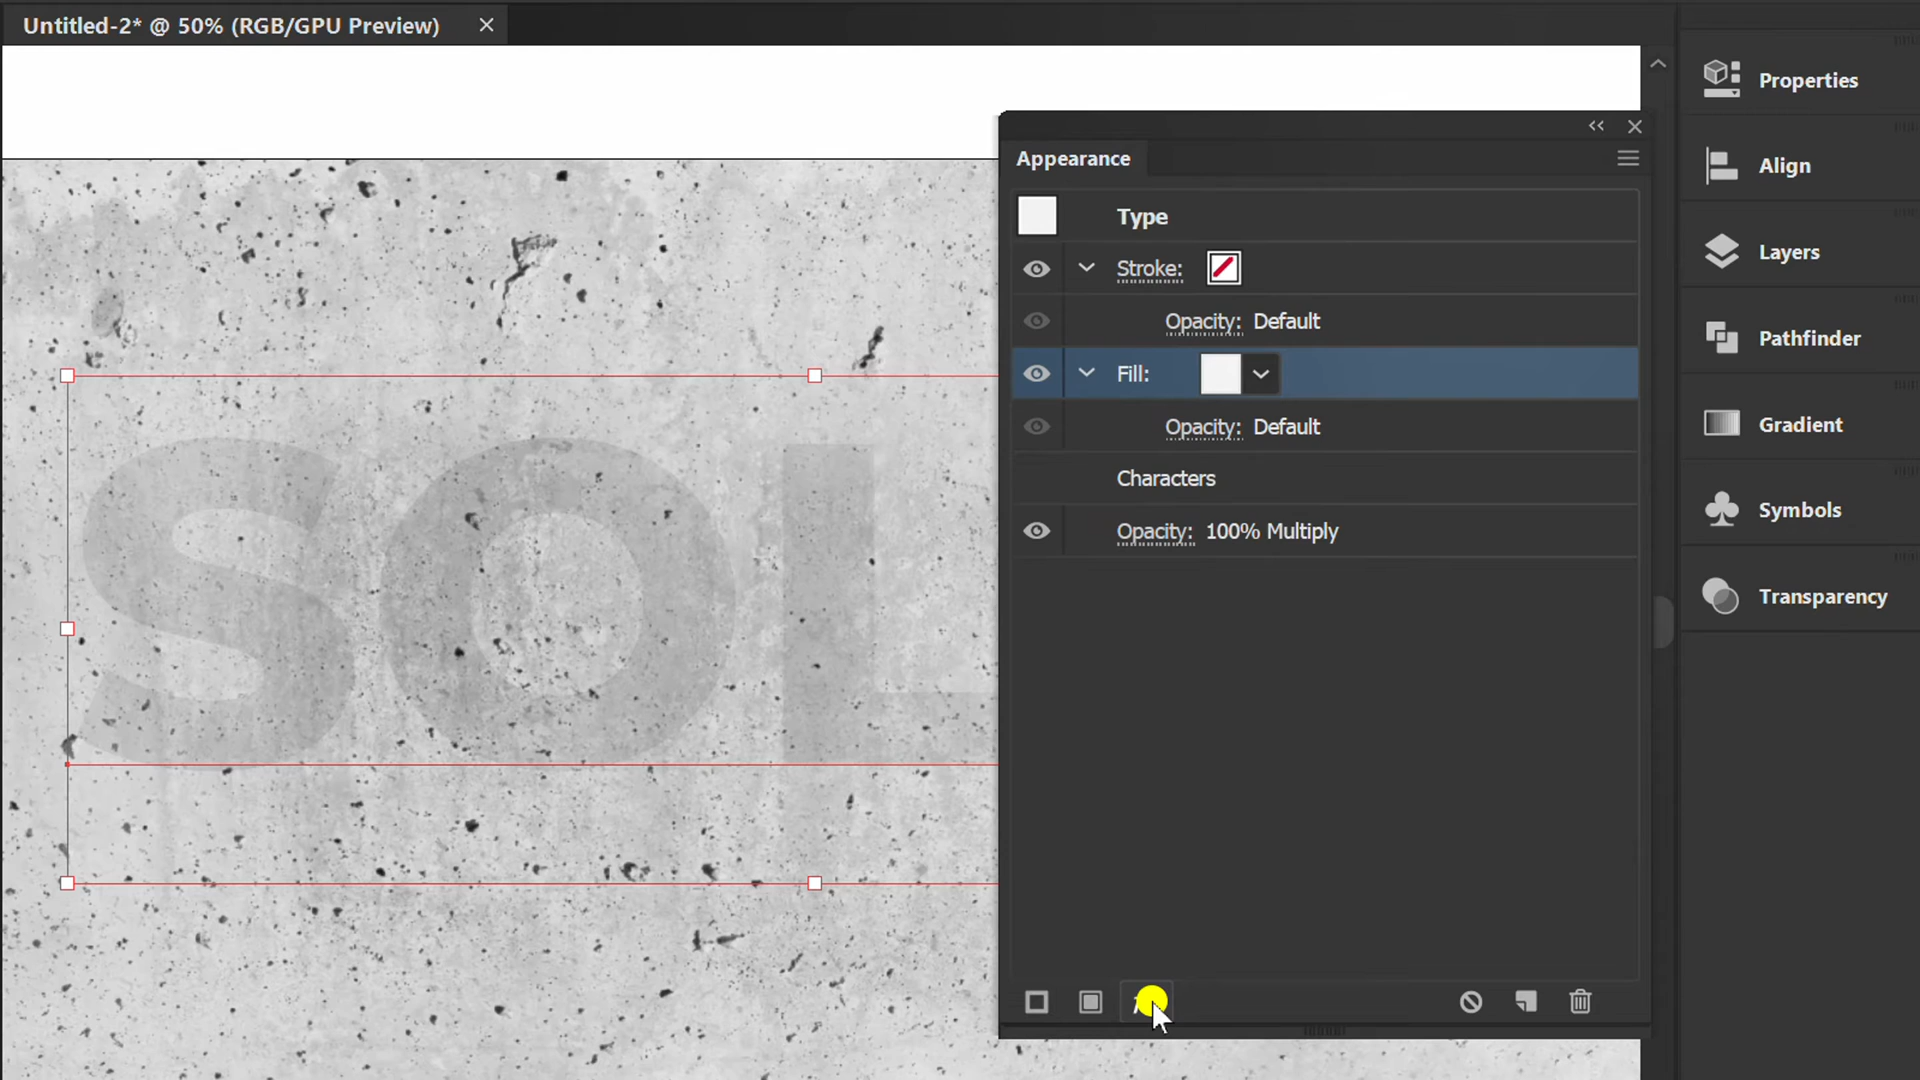 Untitled-2* @ 50% (RGB/GPU Preview)
Appearance
Type
Stroke:
Opacity: Default
Fill:
Opacity: Default
Characters
Opacity: 100% Multiply
Properties
Align
Layers
Pathfinder
Gradient
Symbols
Transparency
SOL